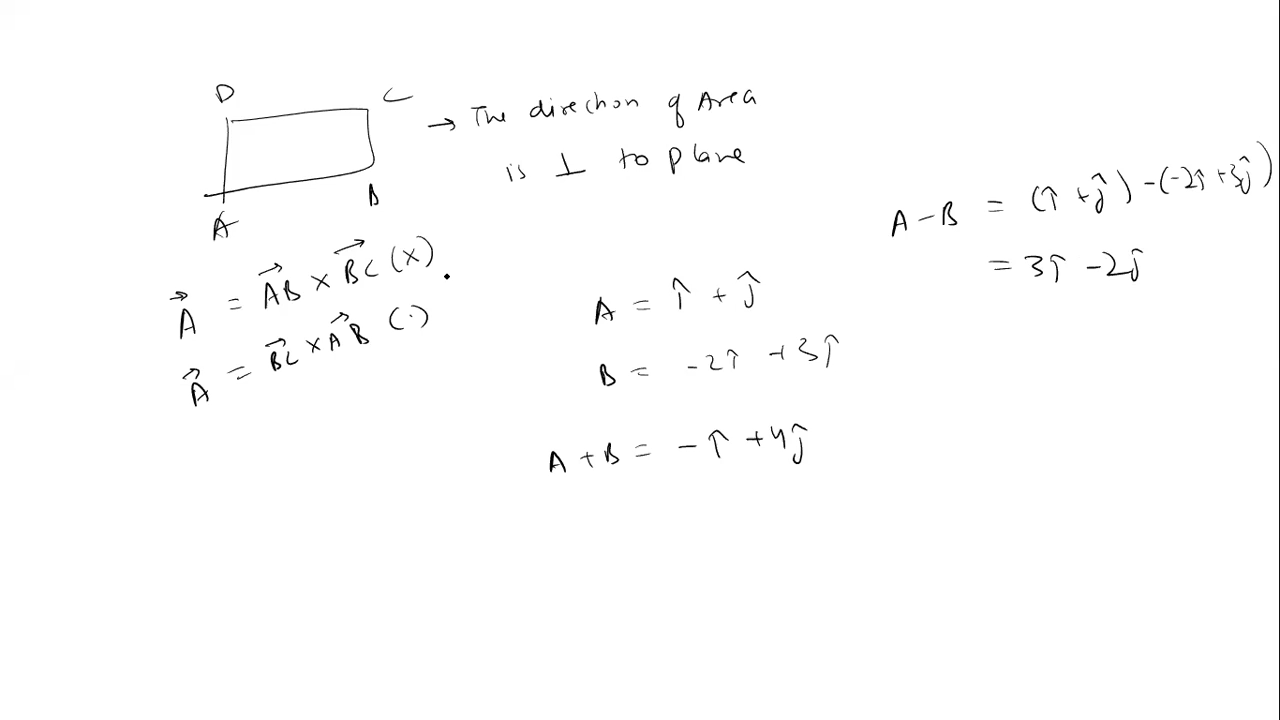 D
C
→ The direction of Area
is ⊥ to plane
A
B
A⃗ = A⃗B × B⃗C (×).
A⃗ = B⃗C × A⃗B (·)
A = î + ĵ
B = -2î + 3ĵ
A + B = -î + 4ĵ
A - B = (î + ĵ) - (-2î + 3ĵ)
= 3î - 2ĵ